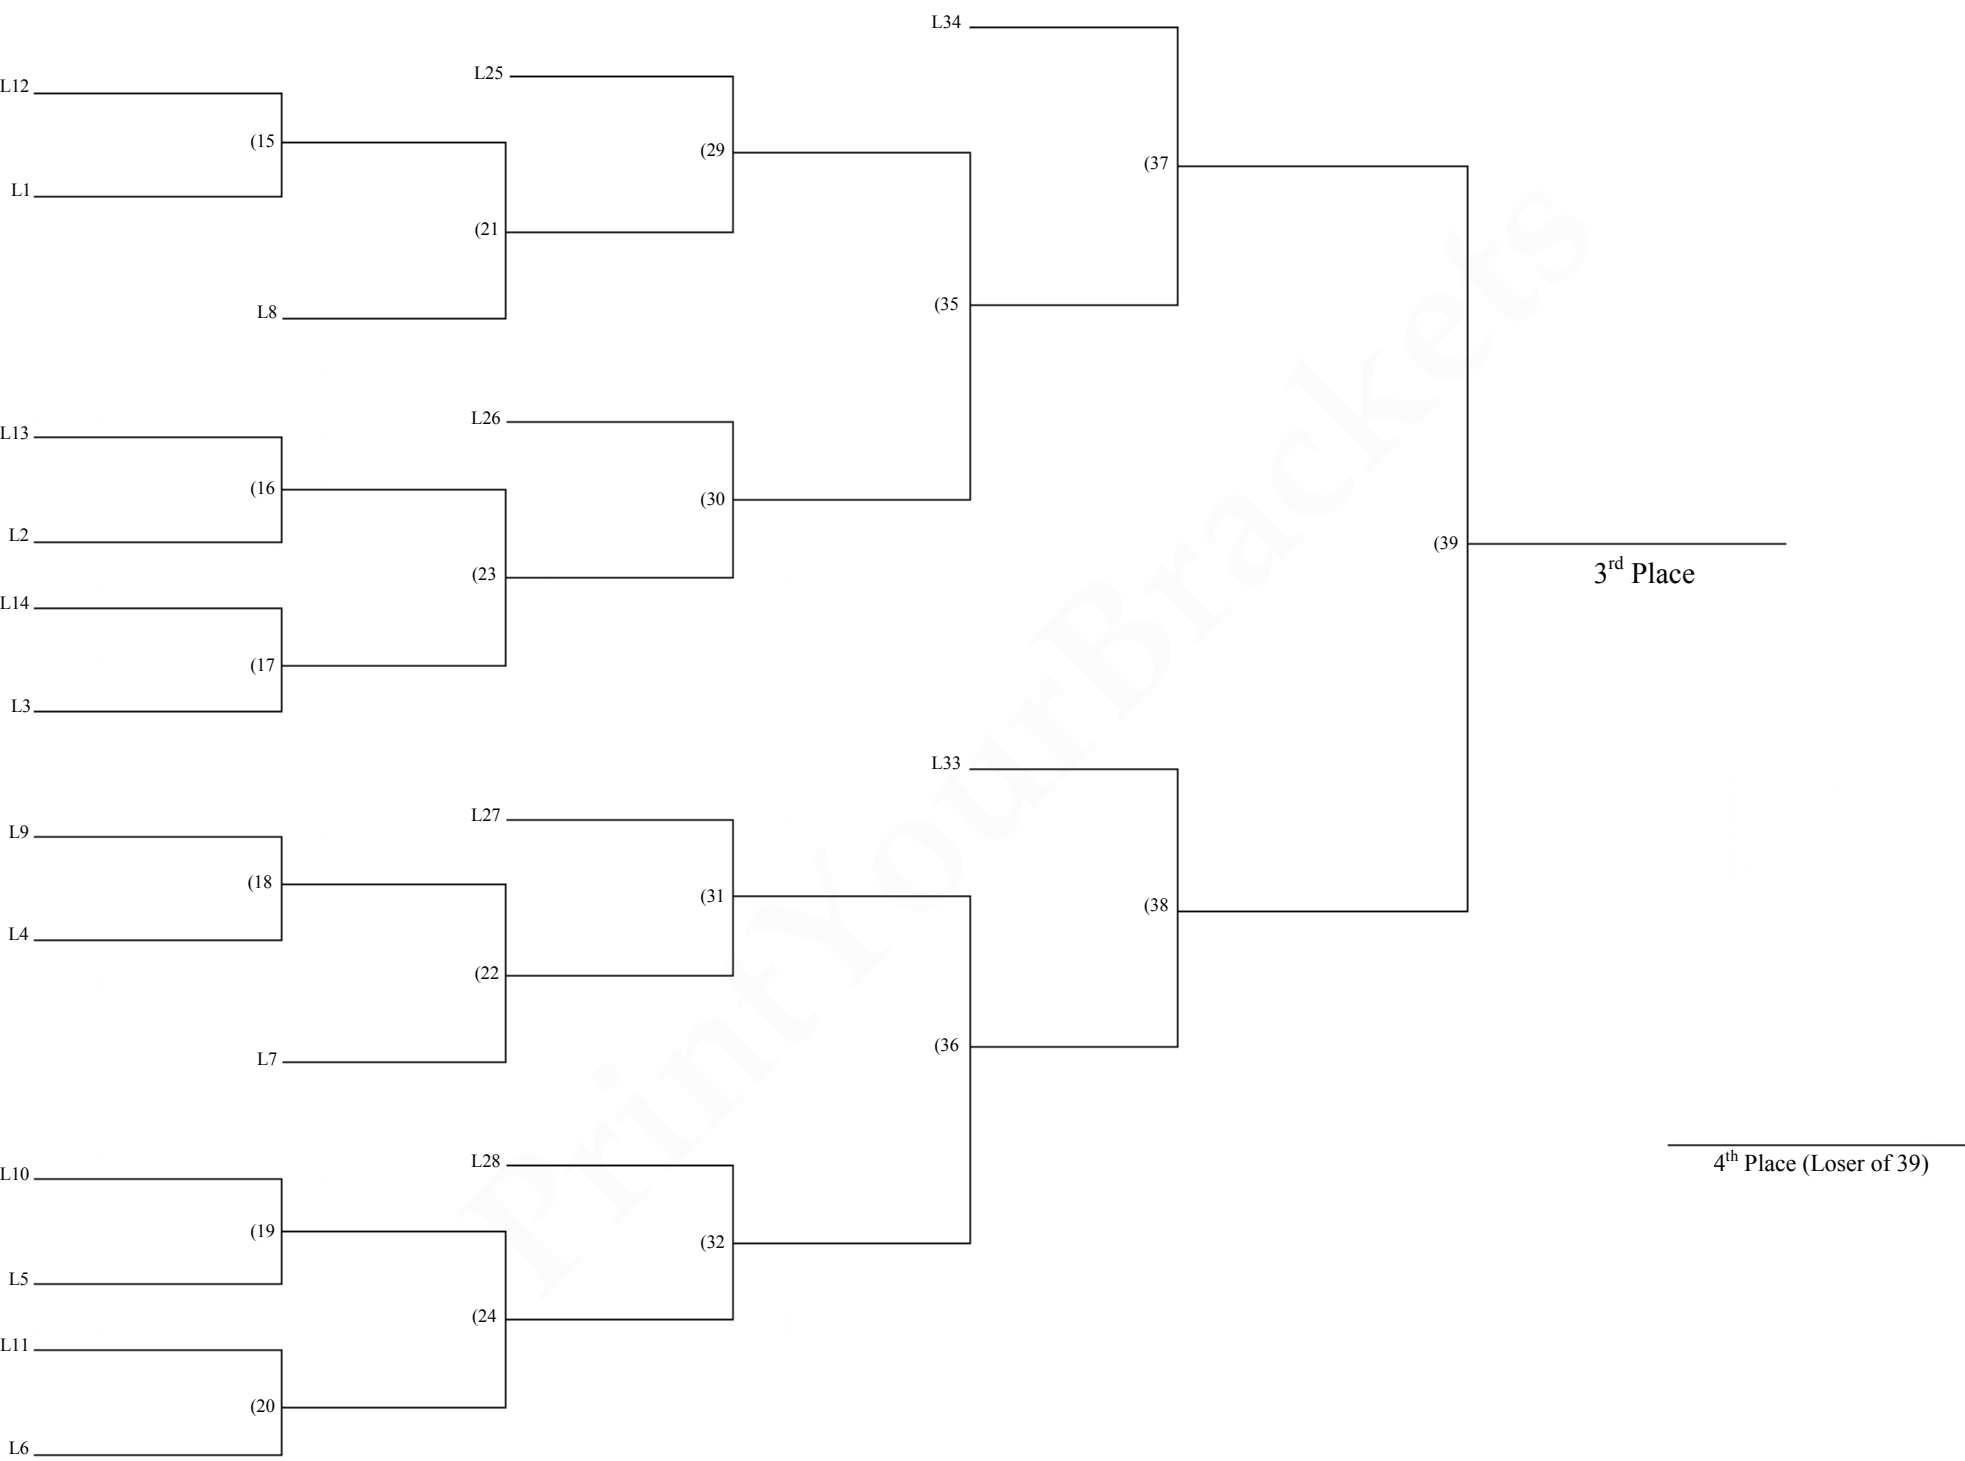 L34
L25
L12
(15
(29
(37
L1
(21
L8
(35
L26
L13
(16
(30
L2
(39
3rd Place
(23
L14
(17
L3
L33
L27
L9
(18
(31
(38
L4
(22
(36
L7
L28
4th Place (Loser of 39)
L10
(19
(32
L5
(24
L11
(20
L6
PrintYourBrackets